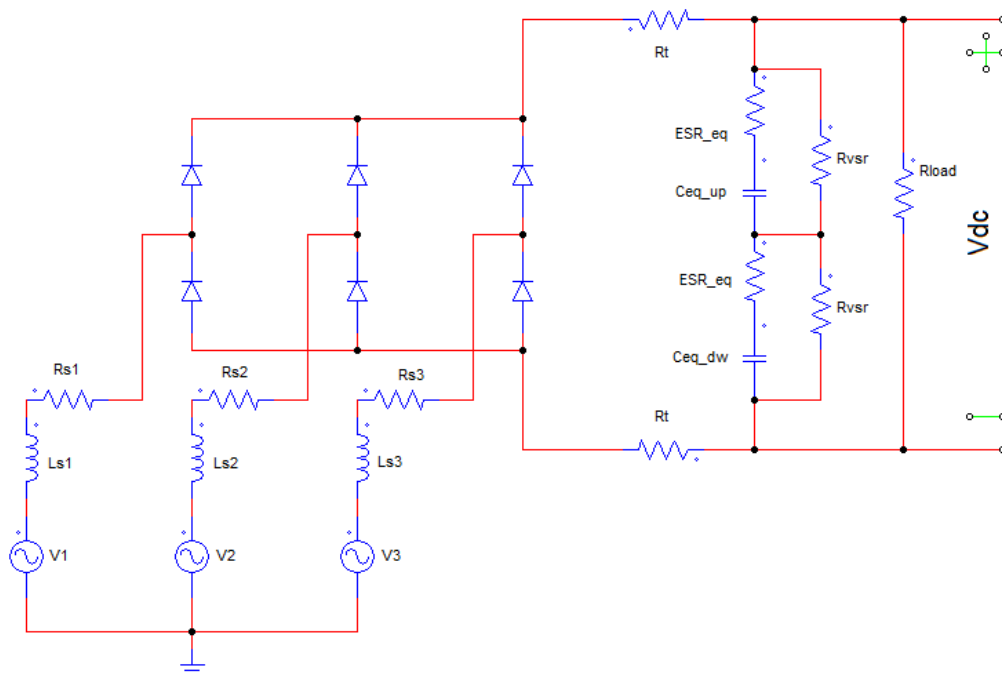 Rt
ESR_eq
Rvsr
Rload
Ceq_up
Vdc
ESR_eq
Rvsr
Ceq_dw
Rs1
Rs2
Rs3
Rt
Ls1
Ls2
Ls3
V1
V2
V3